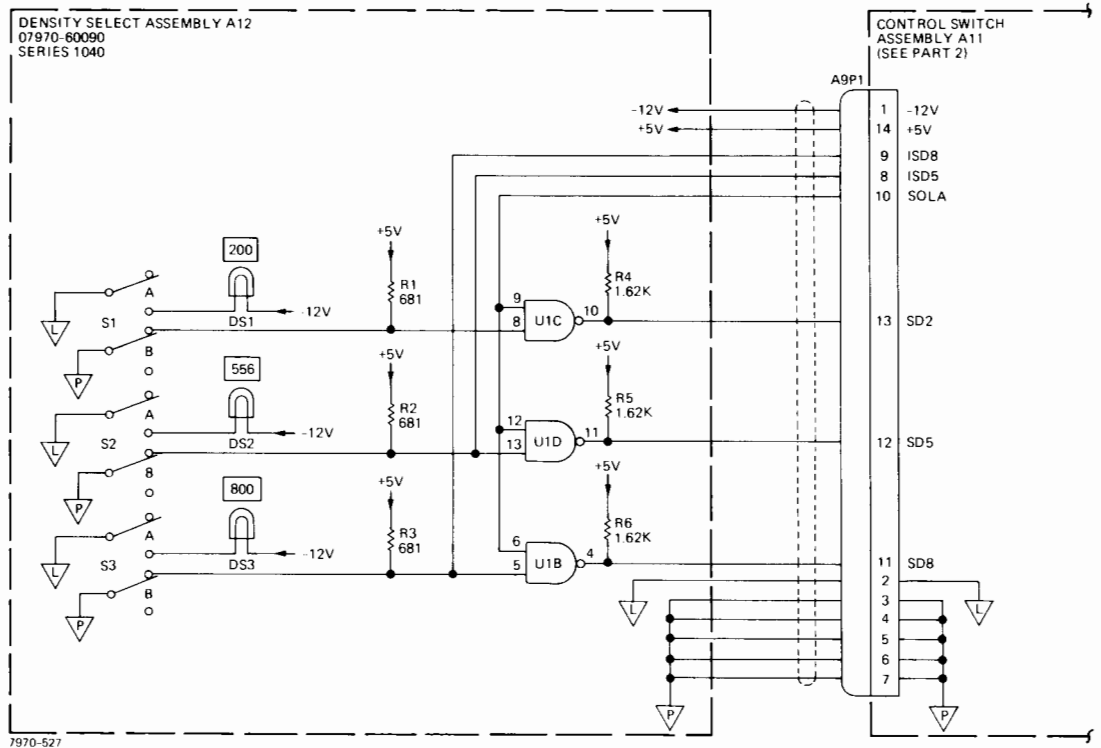 DENSITY SELECT ASSEMBLY A12
07970-60090
SERIES 1040
CONTROL SWITCH
ASSEMBLY A11
(SEE PART 2)
A9P1
-12V 1 -12V
+5V 14 +5V
9 ISD8
8 ISD5
10 SOLA
200
+5V
+5V
A
R1
681
R4
1.62K
S1
DS1
-12V
9
8
U1C
10
13 SD2
L
B
P
556
+5V
+5V
A
R2
681
R5
1.62K
S2
DS2
-12V
12
13
U1D
11
12 SD5
L
B
P
800
+5V
+5V
A
R3
681
R6
1.62K
S3
DS3
-12V
6
5
U1B
4
11 SD8
L
B
P
2
L
L
3
4
5
6
7
P
P
7970-527